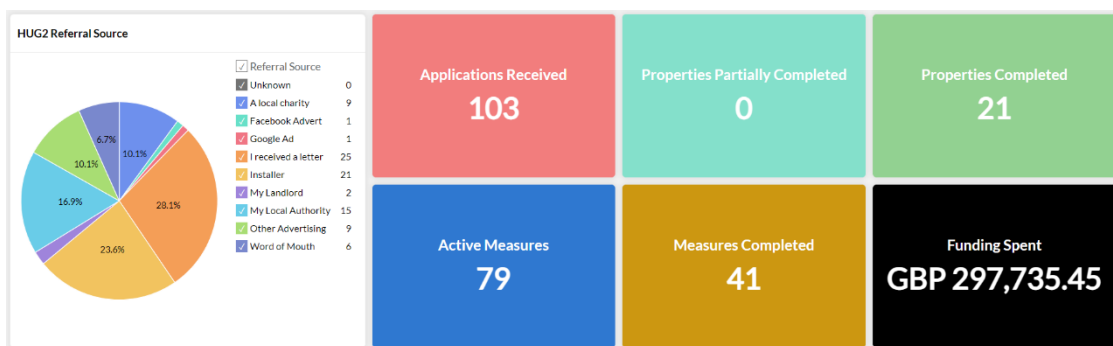 HUG2 Referral Source
Referral Source
Unknown 0
A local charity 9
Facebook Advert 1
Google Ad 1
I received a letter 25
Installer 21
My Landlord 2
My Local Authority 15
Other Advertising 9
Word of Mouth 6
6.7%
10.1%
10.1%
16.9%
28.1%
23.6%
Applications Received
103
Properties Partially Completed
0
Properties Completed
21
Active Measures
79
Measures Completed
41
Funding Spent
GBP 297,735.45